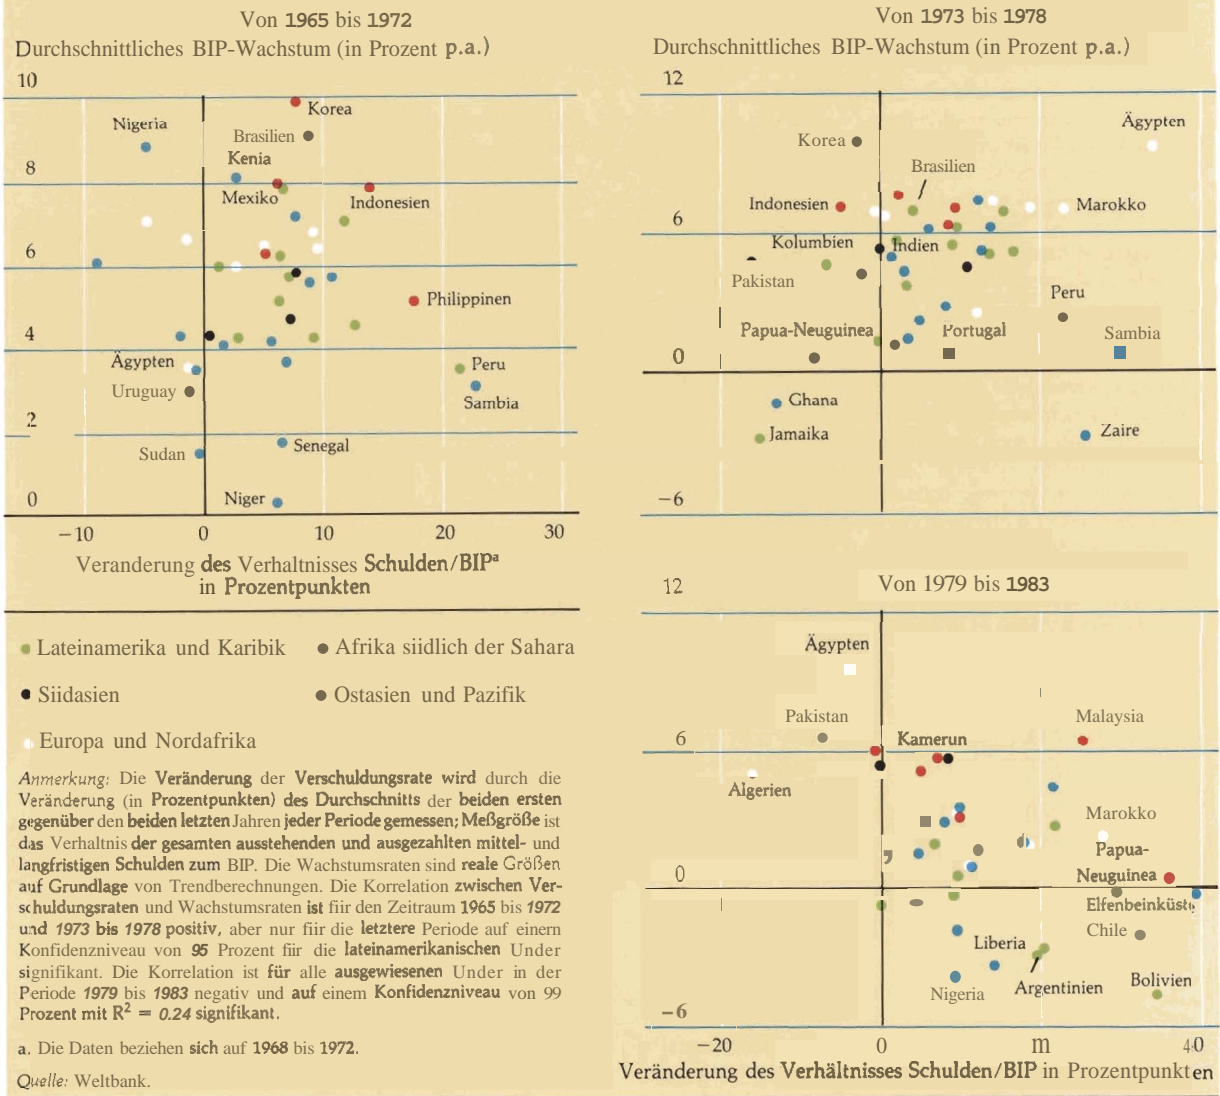 Von 1965 bis 1972
Durchschnittliches BIP-Wachstum (in Prozent p.a.)
10
Korea
Nigeria
Brasilien
Kenia
8
Mexiko
Indonesien
6
Philippinen
4
Ägypten
Peru
Uruguay
Sambia
2
Sudan
Senegal
Niger
0
−10 0 10 20 30
Veranderung des Verhaltnisses Schulden/BIPa
in Prozentpunkten
Lateinamerika und Karibik
Afrika siidlich der Sahara
Siidasien
Ostasien und Pazifik
Europa und Nordafrika
Anmerkung: Die Veränderung der Verschuldungsrate wird durch die
Veränderung (in Prozentpunkten) des Durchschnitts der beiden ersten
gegenüber den beiden letzten Jahren jeder Periode gemessen; Meßgröße ist
das Verhaltnis der gesamten ausstehenden und ausgezahlten mittel- und
langfristigen Schulden zum BIP. Die Wachstumsraten sind reale Größen
auf Grundlage von Trendberechnungen. Die Korrelation zwischen Ver-
schuldungsraten und Wachstumsraten ist fiir den Zeitraum 1965 bis 1972
und 1973 bis 1978 positiv, aber nur fiir die letztere Periode auf einem
Konfidenzniveau von 95 Prozent fiir die lateinamerikanischen Under
signifikant. Die Korrelation ist für alle ausgewiesenen Under in der
Periode 1979 bis 1983 negativ und auf einem Konfidenzniveau von 99
Prozent mit R2 = 0.24 signifikant.
a. Die Daten beziehen sich auf 1968 bis 1972.
Quelle: Weltbank.
Von 1973 bis 1978
Durchschnittliches BIP-Wachstum (in Prozent p.a.)
12
Ägypten
Korea
Brasilien
Indonesien
Marokko
6
Kolumbien
Indien
Pakistan
Peru
Papua-Neuguinea
Portugal
Sambia
0
Ghana
Jamaika
Zaire
−6
12
Von 1979 bis 1983
Ägypten
Pakistan
Malaysia
6
Kamerun
Algerien
Marokko
Papua-
Neuguinea
0
Elfenbeinküste
Chile
Liberia
Nigeria
Argentinien
Bolivien
−6
−20 0 m 40
Veränderung des Verhältnisses Schulden/BIP in Prozentpunkten